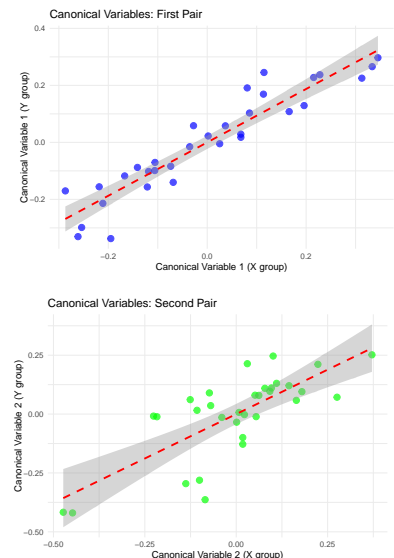 Canonical Variables: First Pair
0.4
0.2
0.0
−0.2
Canonical Variable 1 (Y group)
−0.2
0.0
0.2
Canonical Variable 1 (X group)
Canonical Variables: Second Pair
0.25
0.00
−0.25
−0.50
Canonical Variable 2 (Y group)
−0.50
−0.25
0.00
0.25
Canonical Variable 2 (X group)